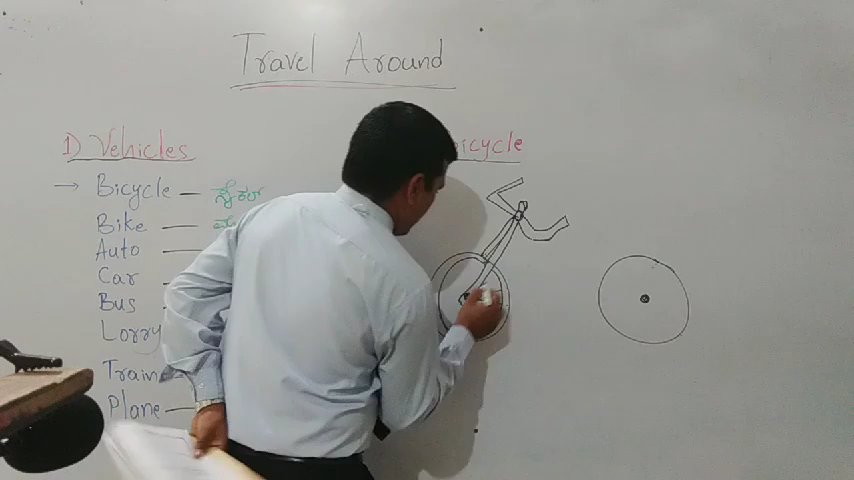 Travel Around
1) Vehicles
icycle
→ Bicycle — ಸೈಕಲ್
Bike —
Auto —
Car
Bus
Lorry
Train
Plane —